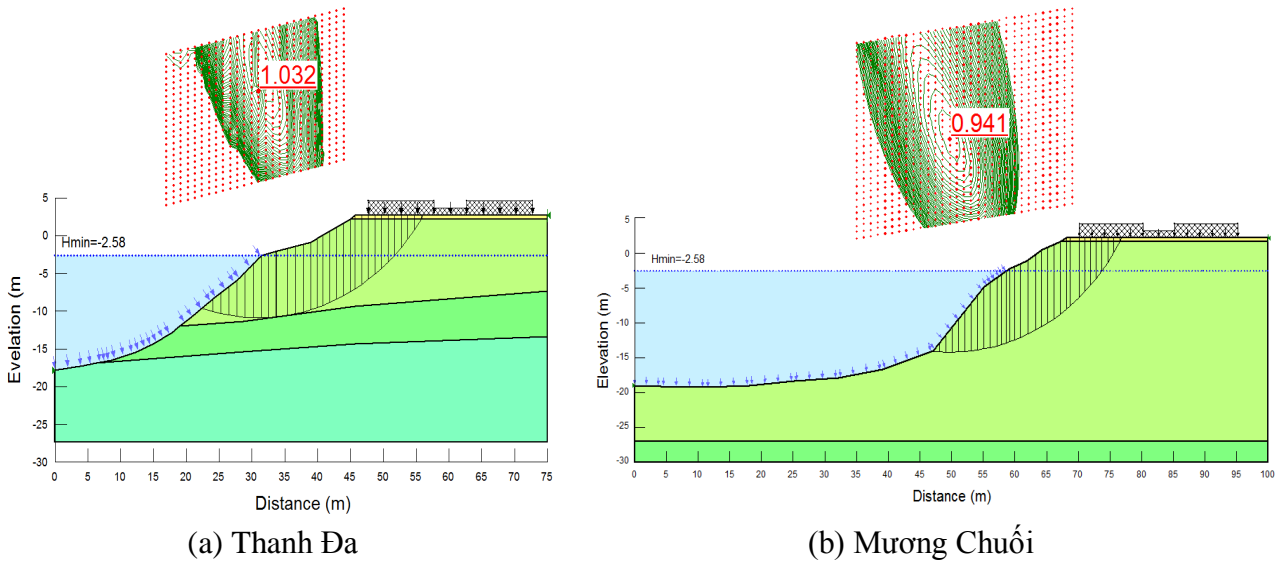 1.032
5
0
-5
-10
-15
-20
-25
-30
Evelation (m
Hmin=-2.58
0 5 10 15 20 25 30 35 40 45 50 55 60 65 70 75
Distance (m)
(a) Thanh Đa
0.941
5
0
-5
-10
-15
-20
-25
-30
Elevation (m)
Hmin=-2.58
0 5 10 15 20 25 30 35 40 45 50 55 60 65 70 75 80 85 90 95 100
Distance (m)
(b) Mương Chuối